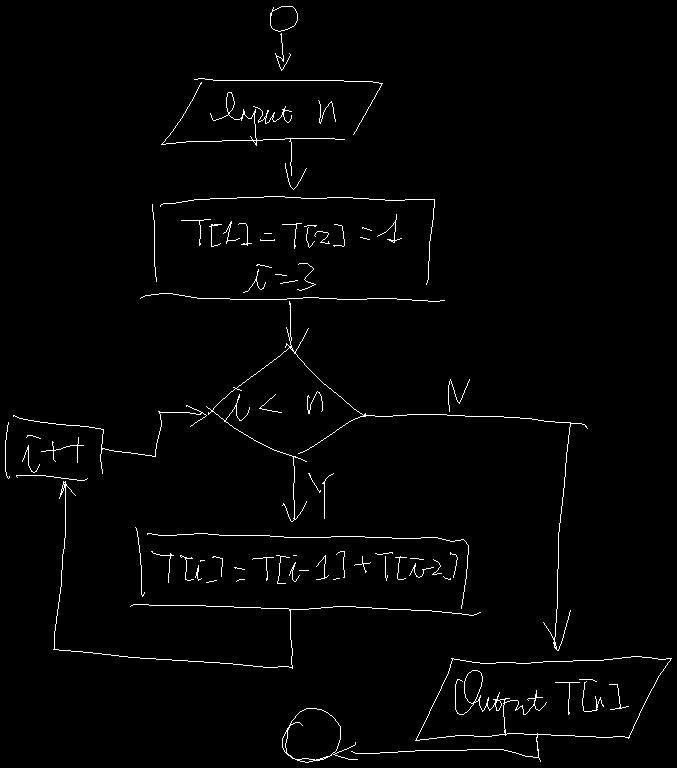 Input n
T[1] = T[2] = 1
i = 3
i < n
N
i++
Y
T[i] = T[i-1] + T[i-2]
Output T[n]